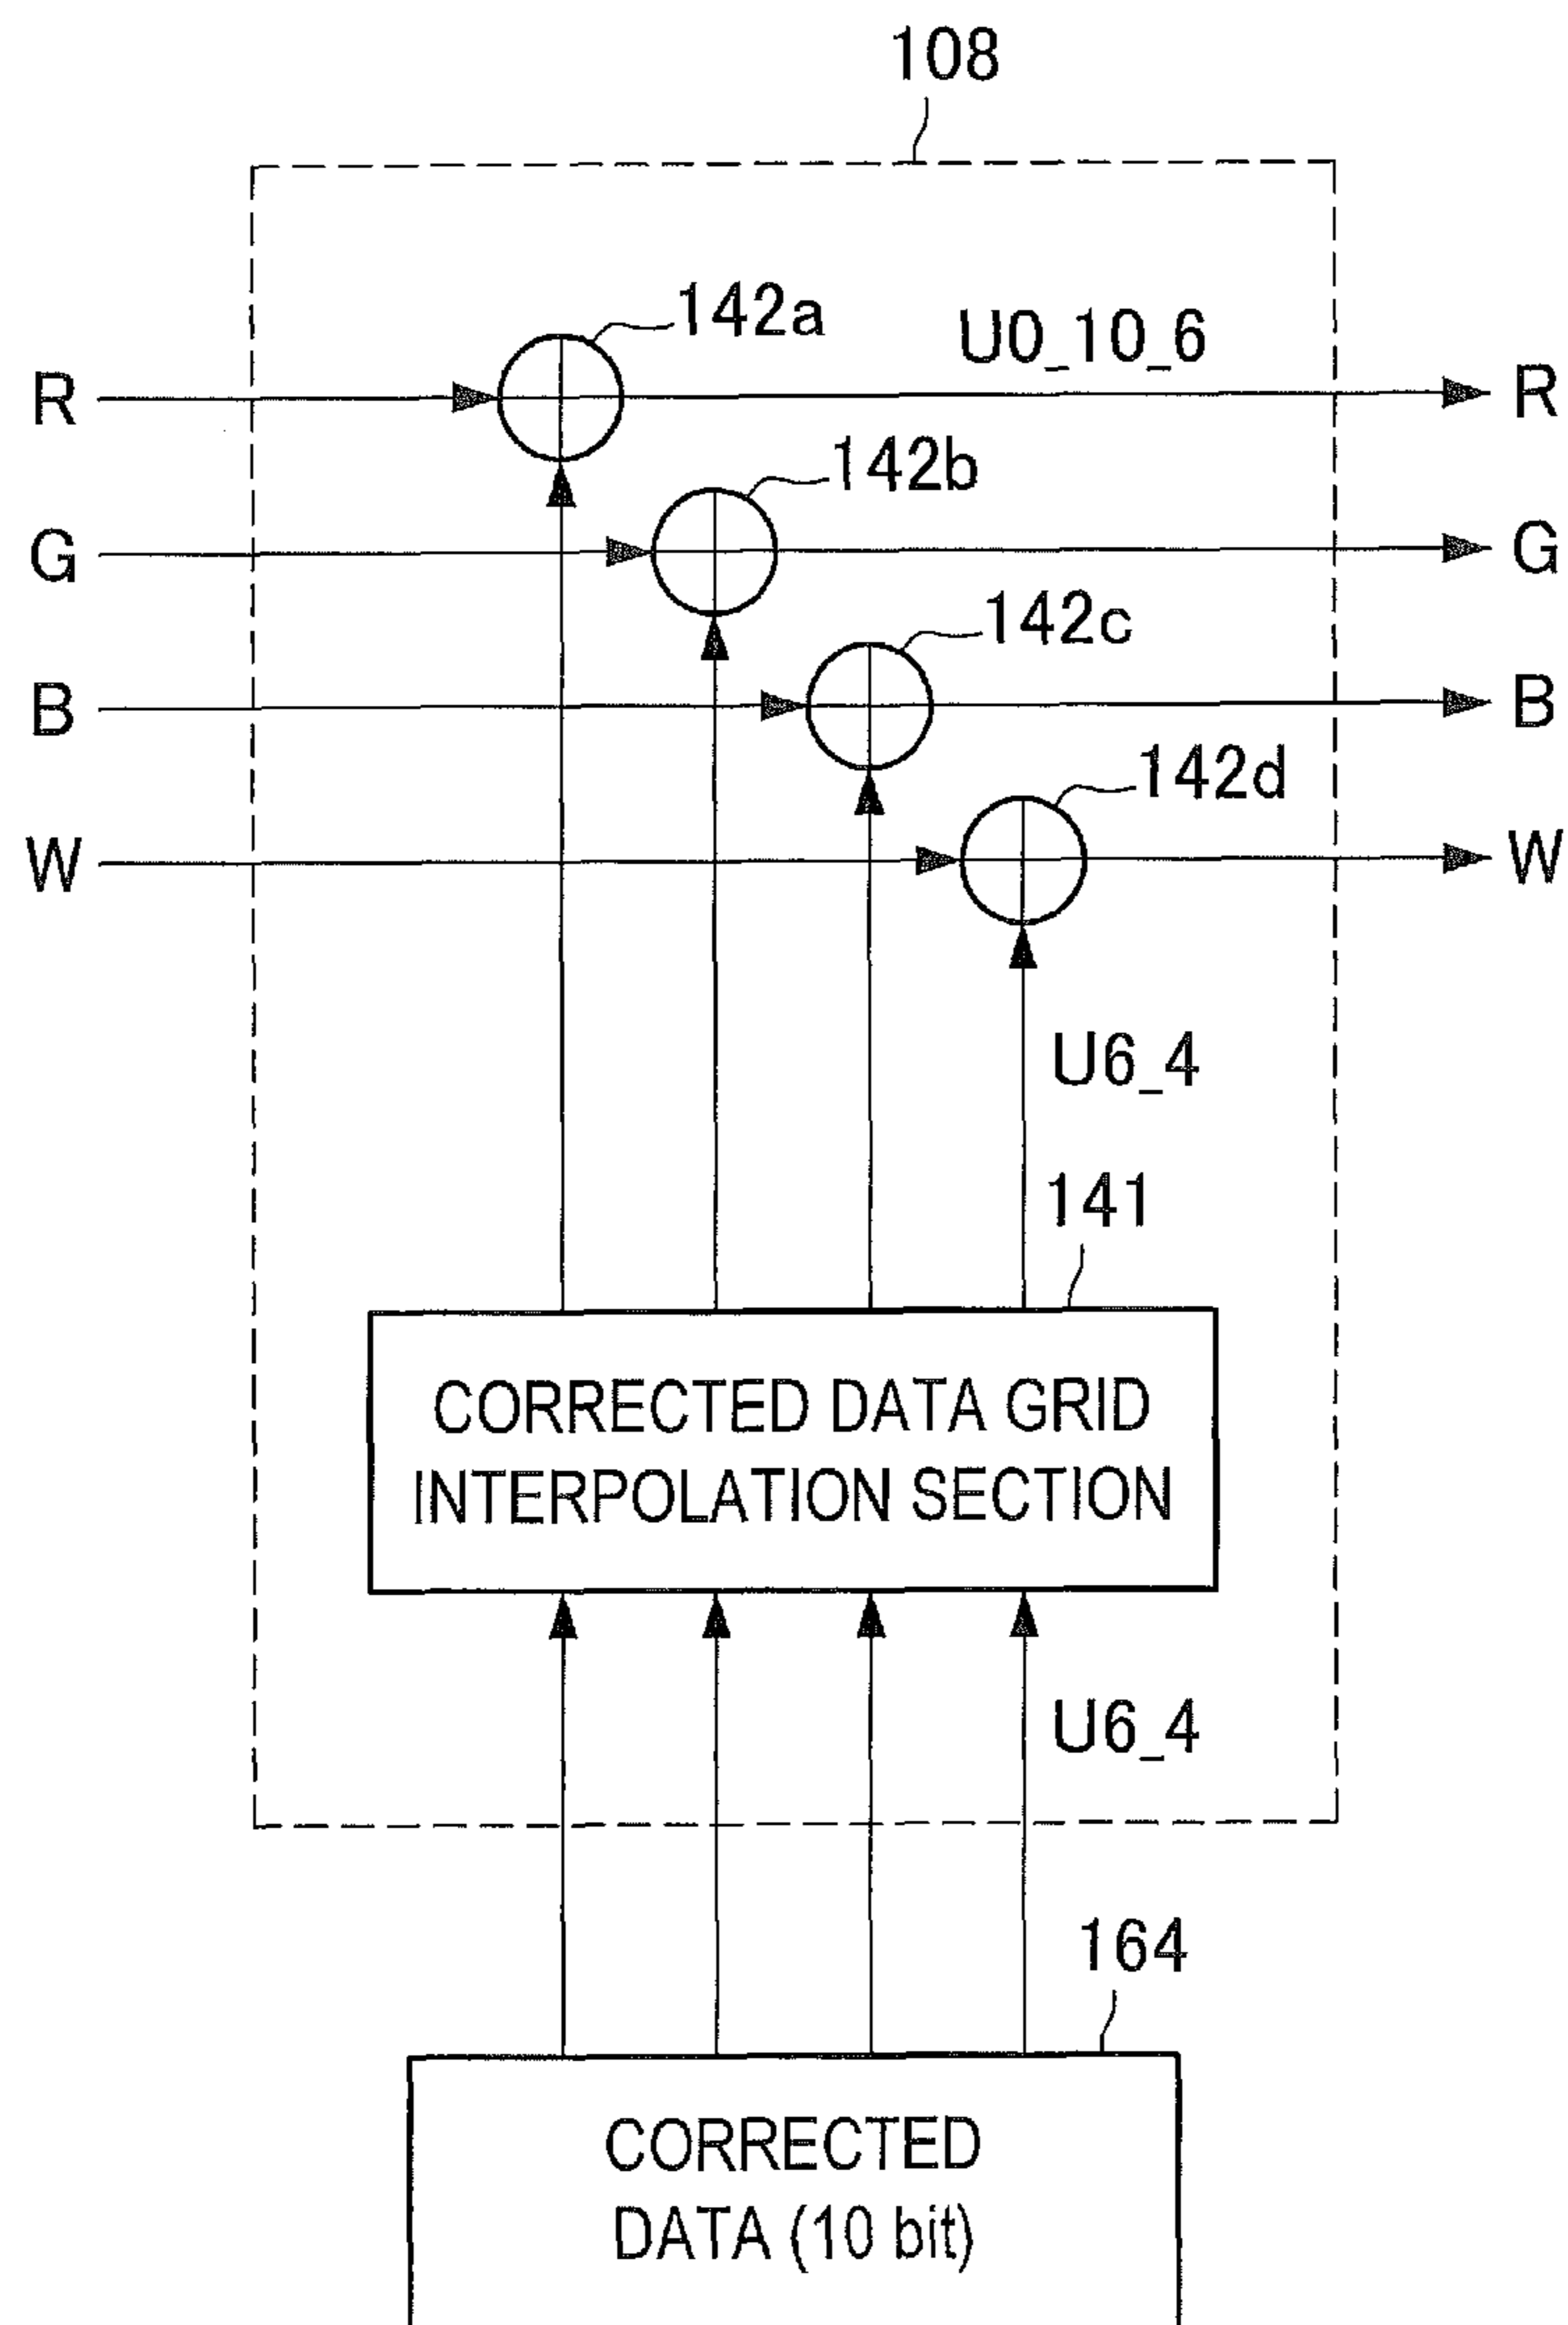 108
142a
U0_10_6
R
R
142b
G
G
142c
B
B
142d
W
W
U6_4
141
CORRECTED DATA GRID
INTERPOLATION SECTION
U6_4
164
CORRECTED
DATA (10 bit)